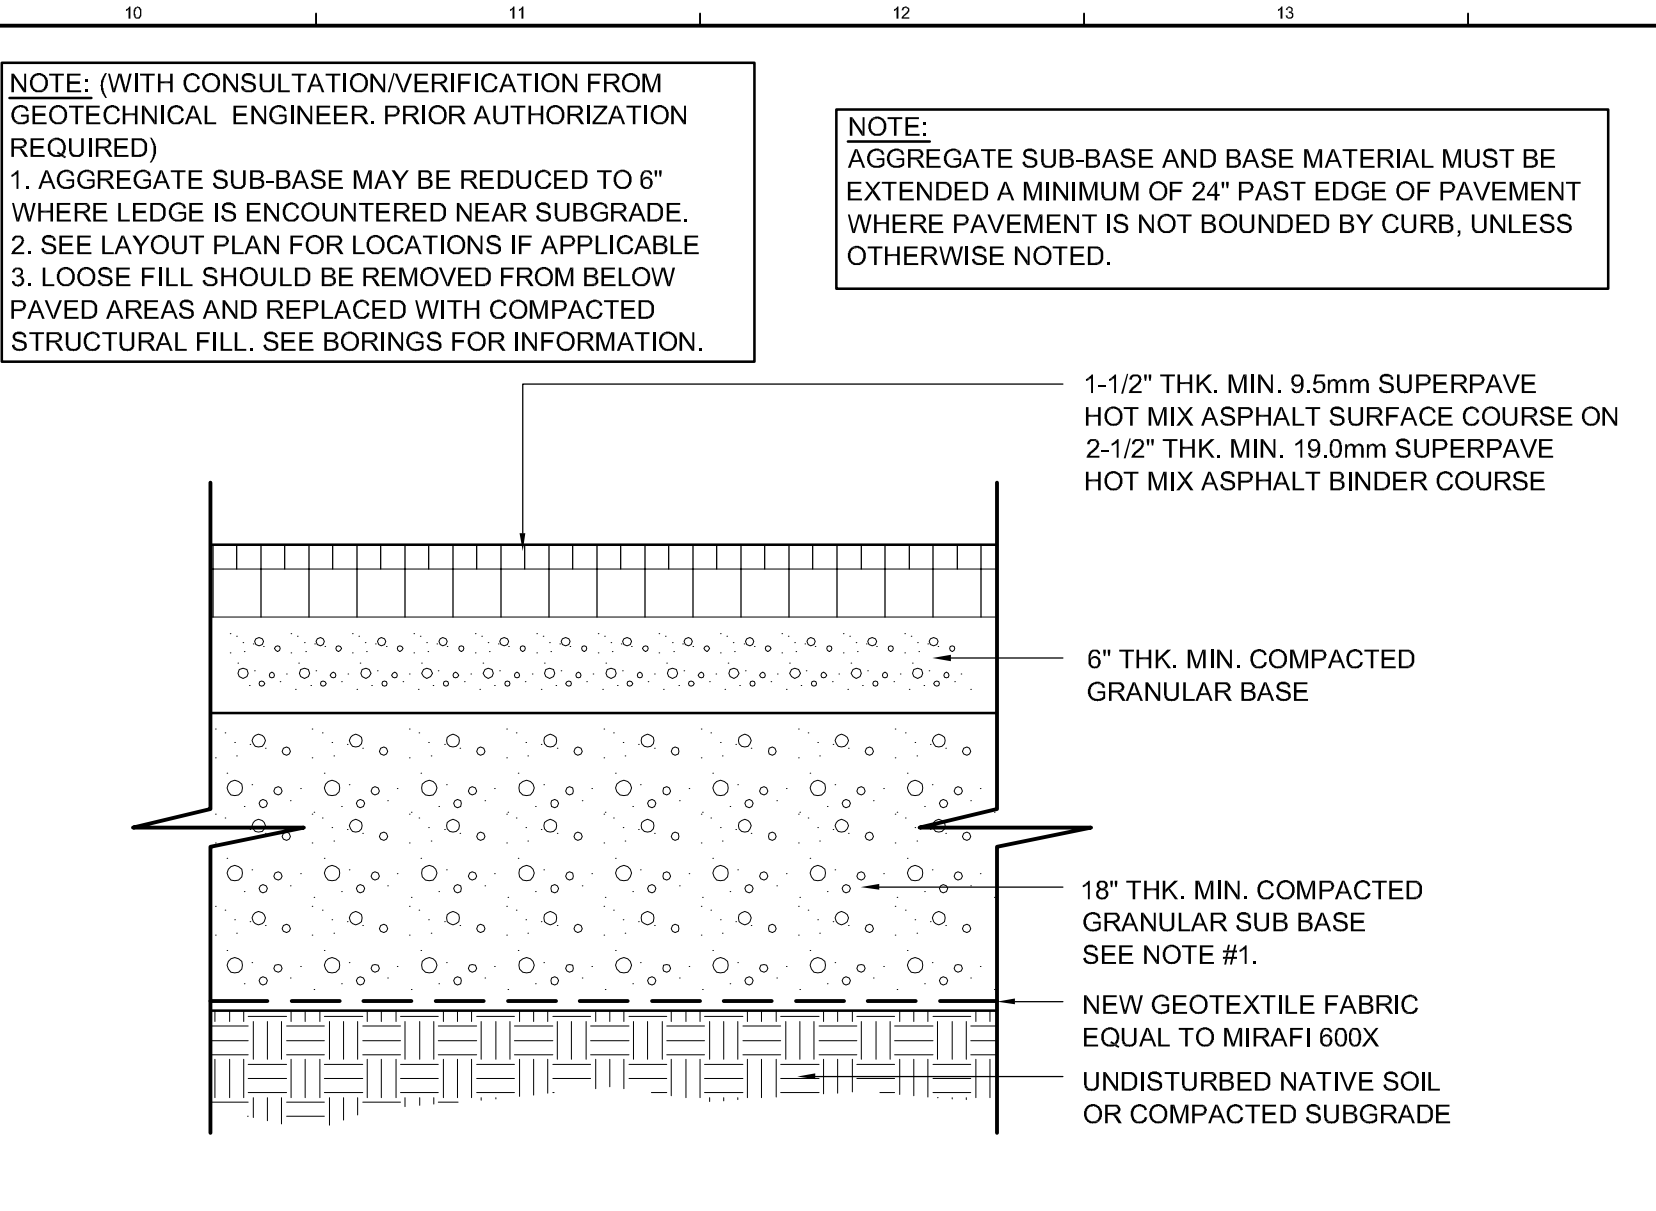 10 11 12 13
NOTE: (WITH CONSULTATION/VERIFICATION FROM
GEOTECHNICAL ENGINEER. PRIOR AUTHORIZATION
REQUIRED)
1. AGGREGATE SUB-BASE MAY BE REDUCED TO 6"
WHERE LEDGE IS ENCOUNTERED NEAR SUBGRADE.
2. SEE LAYOUT PLAN FOR LOCATIONS IF APPLICABLE
3. LOOSE FILL SHOULD BE REMOVED FROM BELOW
PAVED AREAS AND REPLACED WITH COMPACTED
STRUCTURAL FILL. SEE BORINGS FOR INFORMATION.
NOTE:
AGGREGATE SUB-BASE AND BASE MATERIAL MUST BE
EXTENDED A MINIMUM OF 24" PAST EDGE OF PAVEMENT
WHERE PAVEMENT IS NOT BOUNDED BY CURB, UNLESS
OTHERWISE NOTED.
1-1/2" THK. MIN. 9.5mm SUPERPAVE
HOT MIX ASPHALT SURFACE COURSE ON
2-1/2" THK. MIN. 19.0mm SUPERPAVE
HOT MIX ASPHALT BINDER COURSE
6" THK. MIN. COMPACTED
GRANULAR BASE
18" THK. MIN. COMPACTED
GRANULAR SUB BASE
SEE NOTE #1.
NEW GEOTEXTILE FABRIC
EQUAL TO MIRAFI 600X
UNDISTURBED NATIVE SOIL
OR COMPACTED SUBGRADE